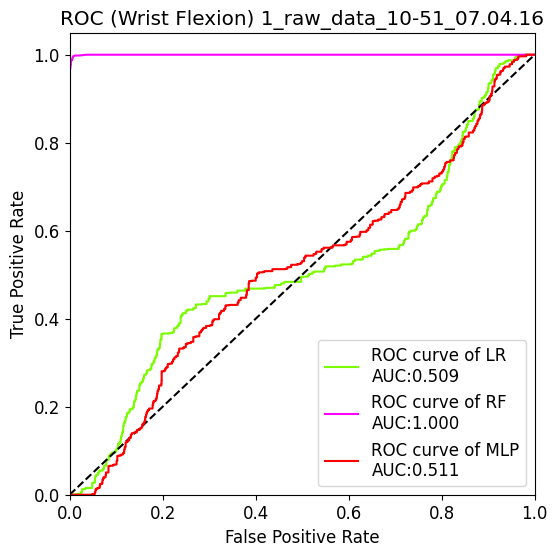 ROC (Wrist Flexion) 1_raw_data_10-51_07.04.16
True Positive Rate
1.0
0.8
0.6
0.4
0.2
0.0
ROC curve of LR
AUC:0.509
ROC curve of RF
AUC:1.000
ROC curve of MLP
AUC:0.511
0.0 0.2 0.4 0.6 0.8 1.0
False Positive Rate